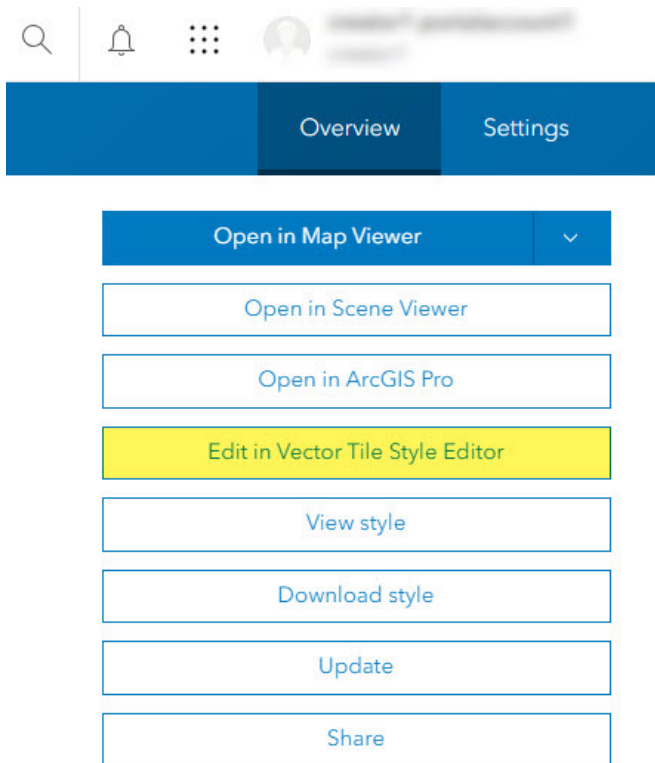 Overview
Settings
Open in Map Viewer
Open in Scene Viewer
Open in ArcGIS Pro
Edit in Vector Tile Style Editor
View style
Download style
Update
Share